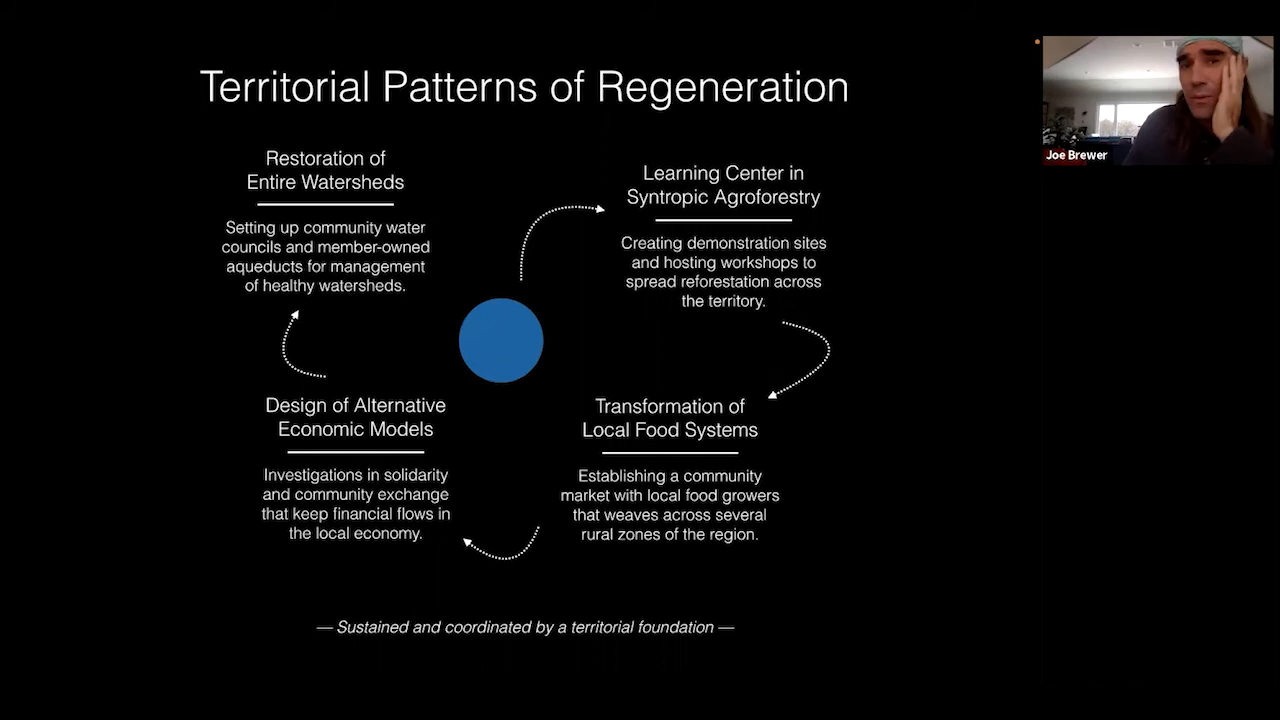 Territorial Patterns of Regeneration
Restoration of
Entire Watersheds
Setting up community water
councils and member-owned
aqueducts for management
of healthy watersheds.
Learning Center in
Syntropic Agroforestry
Creating demonstration sites
and hosting workshops to
spread reforestation across
the territory.
Design of Alternative
Economic Models
Investigations in solidarity
and community exchange
that keep financial flows in
the local economy.
Transformation of
Local Food Systems
Establishing a community
market with local food growers
that weaves across several
rural zones of the region.
— Sustained and coordinated by a territorial foundation —
Joe Brewer